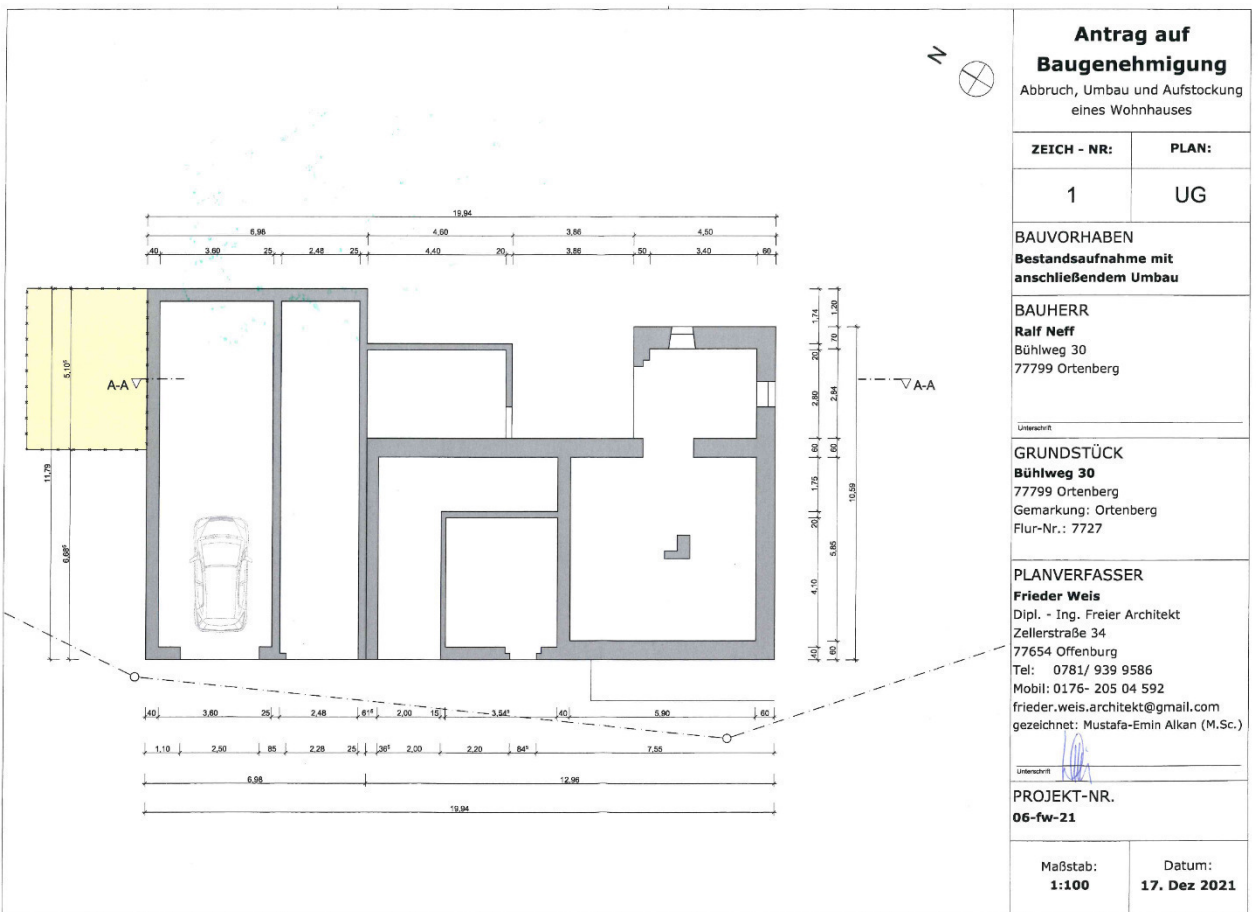 N
19,94
6,98 4,60 3,86 4,50
40 3,60 25 2,48 25 4,40 20 3,86 50 3,40 60
5,10⁵
6,68⁵
11,79
A-A
A-A
1,74
20
2,80
60
1,75
20
4,10
40
1,20
70
2,84
60
5,85
60
10,59
40 3,60 25 2,48 61⁵ 2,00 15 3,54⁵ 40 5,90 60
1,10 2,50 85 2,28 25 36⁵ 2,00 2,20 84⁵ 7,55
6,98 12,96
19,94
Antrag auf
Baugenehmigung
Abbruch, Umbau und Aufstockung
eines Wohnhauses
ZEICH - NR: PLAN:
1 UG
BAUVORHABEN
Bestandsaufnahme mit
anschließendem Umbau
BAUHERR
Ralf Neff
Bühlweg 30
77799 Ortenberg
Unterschrift
GRUNDSTÜCK
Bühlweg 30
77799 Ortenberg
Gemarkung: Ortenberg
Flur-Nr.: 7727
PLANVERFASSER
Frieder Weis
Dipl. - Ing. Freier Architekt
Zellerstraße 34
77654 Offenburg
Tel: 0781/ 939 9586
Mobil: 0176- 205 04 592
frieder.weis.architekt@gmail.com
gezeichnet: Mustafa-Emin Alkan (M.Sc.)
Unterschrift
PROJEKT-NR.
06-fw-21
Maßstab: Datum:
1:100 17. Dez 2021